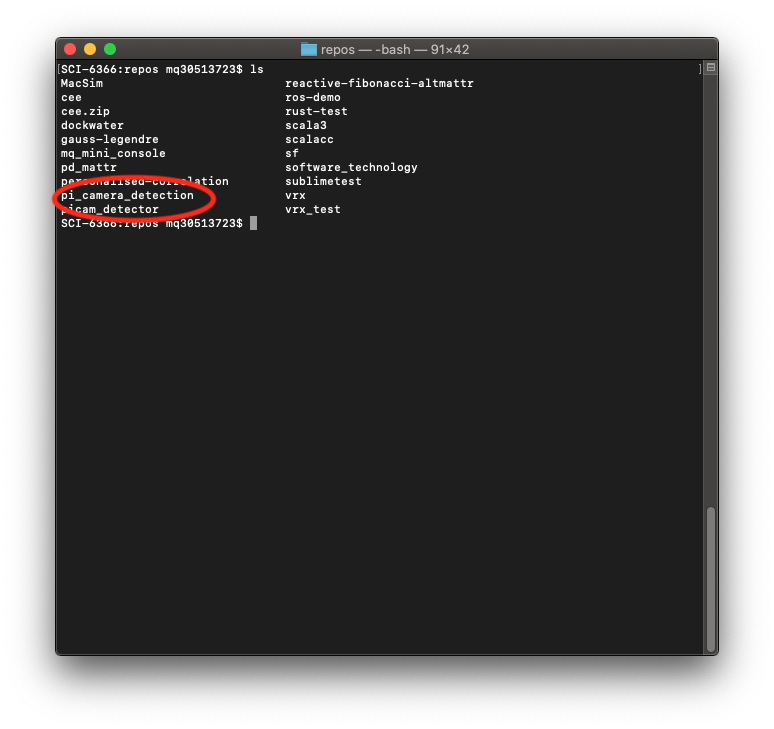 repos — -bash — 91×42
[SCI-6366:repos mq30513723$ ls ]
MacSim reactive-fibonacci-altmattr
cee ros-demo
cee.zip rust-test
dockwater scala3
gauss-legendre scalacc
mq_mini_console sf
pd_mattr software_technology
personalised-correlation sublimetest
pi_camera_detection vrx
picam_detector vrx_test
SCI-6366:repos mq30513723$